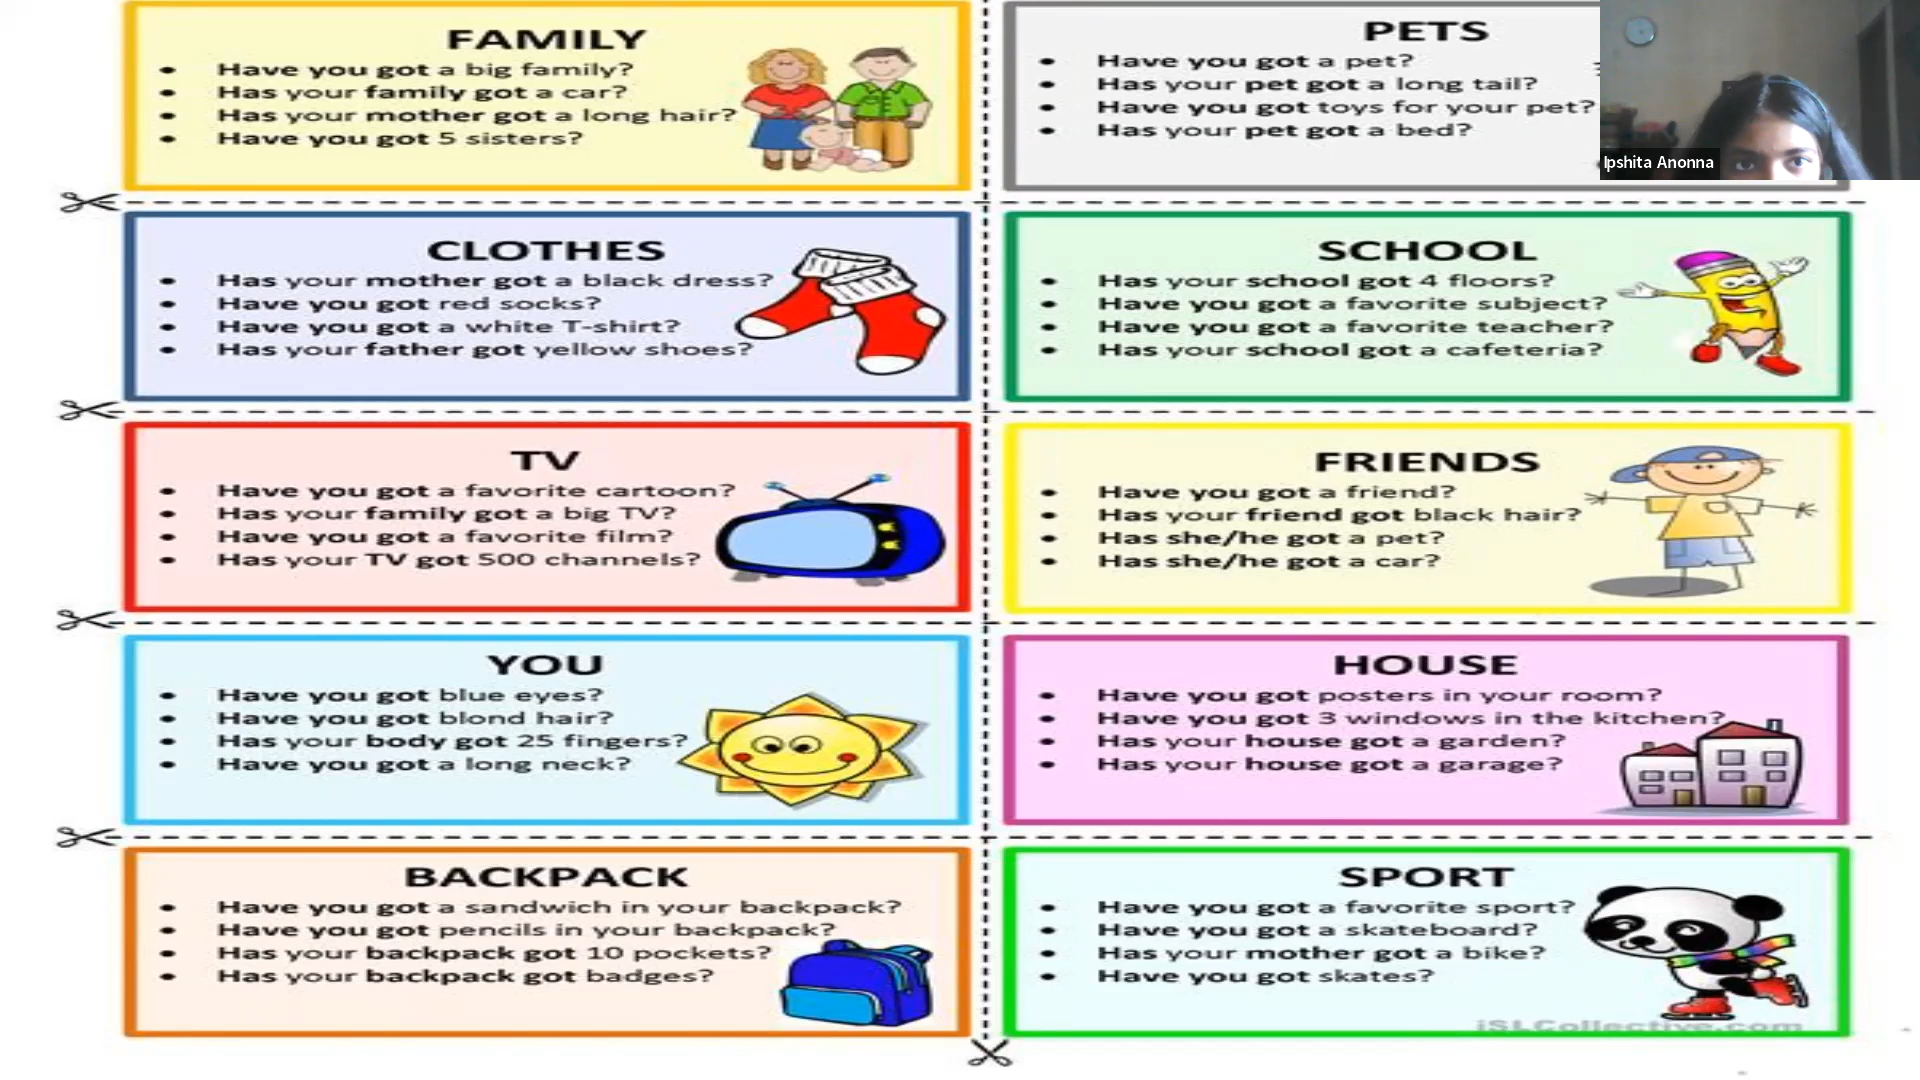 FAMILY
Have you got a big family?
Has your family got a car?
Has your mother got a long hair?
Have you got 5 sisters?
PETS
Have you got a pet?
Has your pet got a long tail?
Have you got toys for your pet?
Has your pet got a bed?
Ipshita Anonna
CLOTHES
Has your mother got a black dress?
Have you got red socks?
Have you got a white T-shirt?
Has your father got yellow shoes?
SCHOOL
Has your school got 4 floors?
Have you got a favorite subject?
Have you got a favorite teacher?
Has your school got a cafeteria?
TV
Have you got a favorite cartoon?
Has your family got a big TV?
Have you got a favorite film?
Has your TV got 500 channels?
FRIENDS
Have you got a friend?
Has your friend got black hair?
Has she/he got a pet?
Has she/he got a car?
YOU
Have you got blue eyes?
Have you got blond hair?
Has your body got 25 fingers?
Have you got a long neck?
HOUSE
Have you got posters in your room?
Have you got 3 windows in the kitchen?
Has your house got a garden?
Has your house got a garage?
BACKPACK
Have you got a sandwich in your backpack?
Have you got pencils in your backpack?
Has your backpack got 10 pockets?
Has your backpack got badges?
SPORT
Have you got a favorite sport?
Have you got a skateboard?
Has your mother got a bike?
Have you got skates?
iSLCollective.com